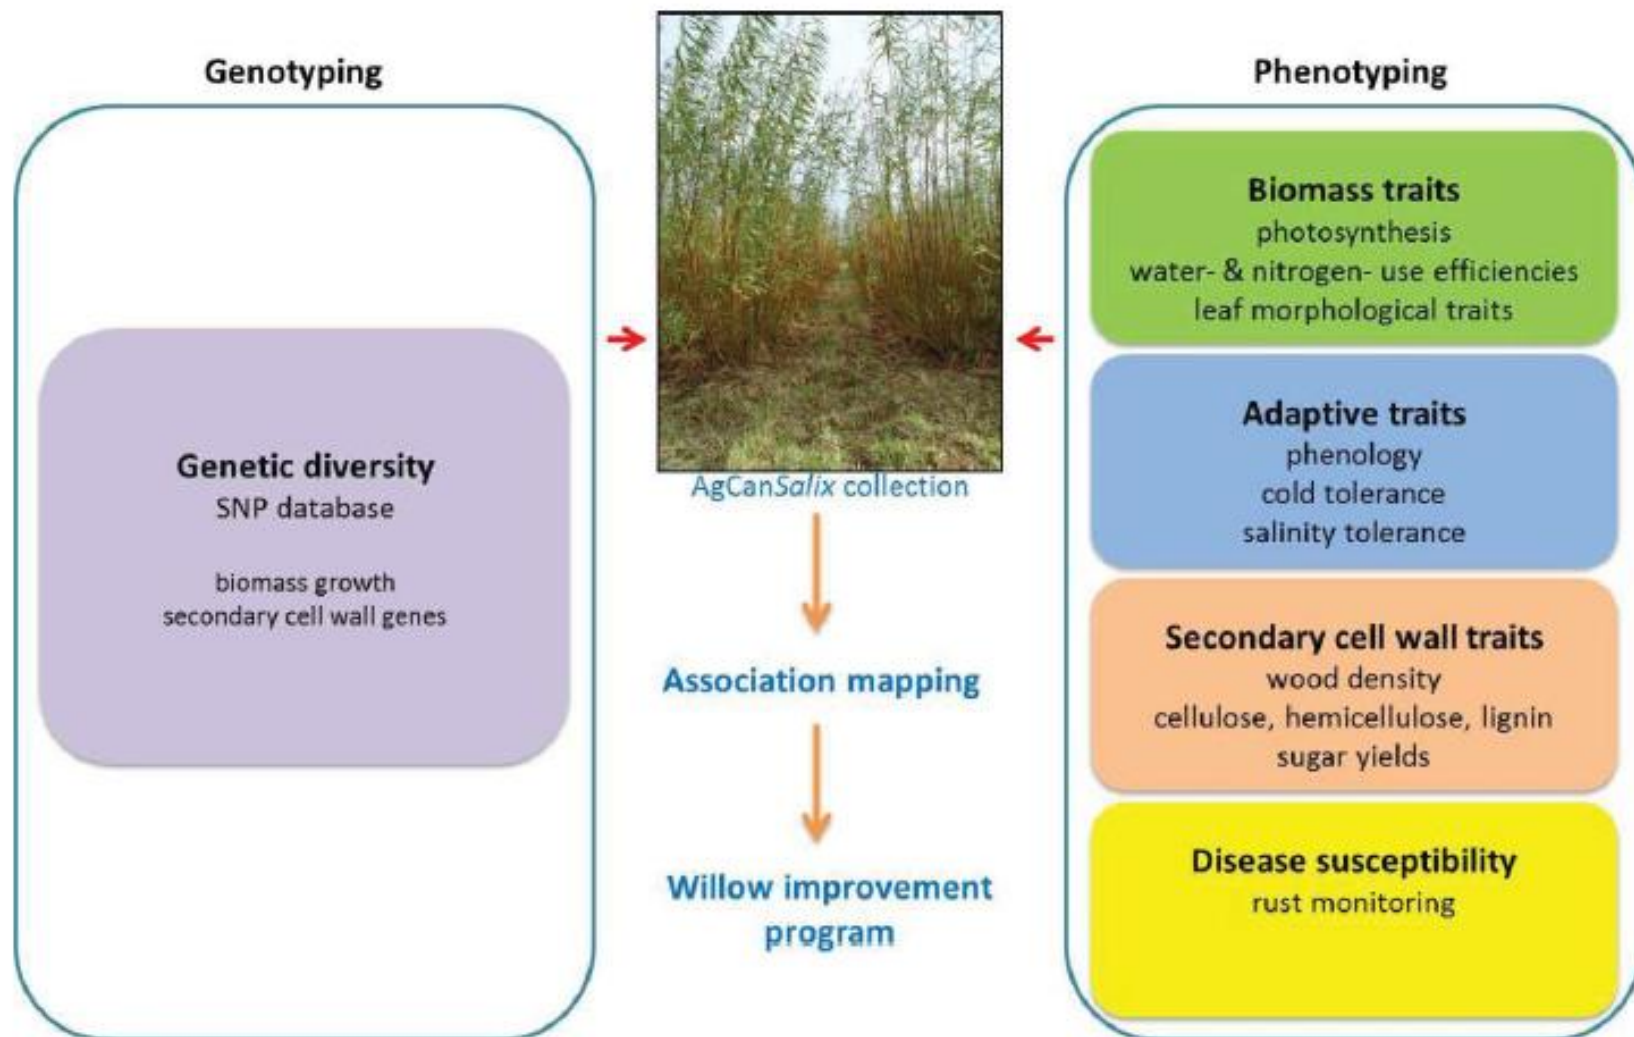 Genotyping
Genetic diversity
SNP database
biomass growth
secondary cell wall genes
AgCanSalix collection
Association mapping
Willow improvement
program
Phenotyping
Biomass traits
photosynthesis
water- & nitrogen- use efficiencies
leaf morphological traits
Adaptive traits
phenology
cold tolerance
salinity tolerance
Secondary cell wall traits
wood density
cellulose, hemicellulose, lignin
sugar yields
Disease susceptibility
rust monitoring